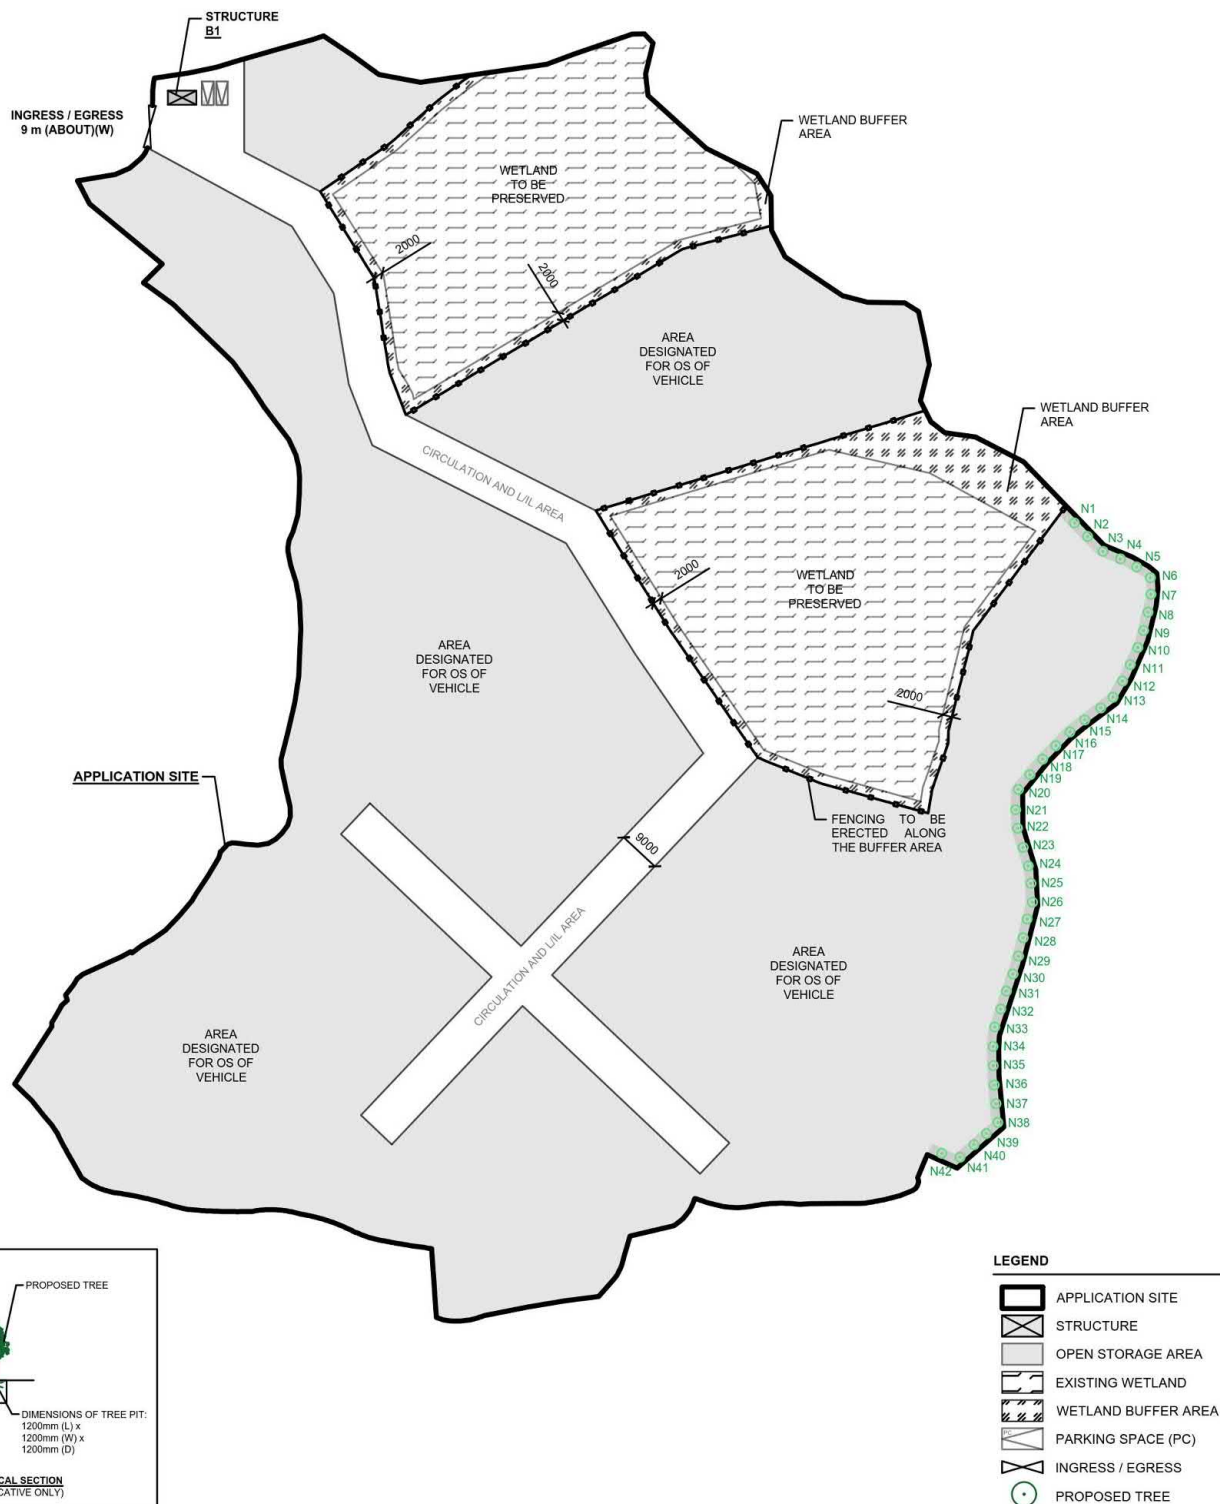 STRUCTURE
B1
INGRESS / EGRESS
9 m (ABOUT)(W)
WETLAND BUFFER
AREA
WETLAND
TO BE
PRESERVED
2000
2000
AREA
DESIGNATED
FOR OS OF
VEHICLE
WETLAND BUFFER
AREA
CIRCULATION AND L/IL AREA
N1
N2
N3
N4
N5
N6
N7
N8
N9
N10
N11
N12
N13
N14
N15
N16
N17
N18
N19
N20
N21
N22
N23
N24
N25
N26
N27
N28
N29
N30
N31
N32
N33
N34
N35
N36
N37
N38
N39
N40
N41
N42
2000
WETLAND
TO BE
PRESERVED
2000
AREA
DESIGNATED
FOR OS OF
VEHICLE
APPLICATION SITE
FENCING TO BE
ERECTED ALONG
THE BUFFER AREA
9000
CIRCULATION AND L/IL AREA
AREA
DESIGNATED
FOR OS OF
VEHICLE
AREA
DESIGNATED
FOR OS OF
VEHICLE
PROPOSED TREE
DIMENSIONS OF TREE PIT:
1200mm (L) x
1200mm (W) x
1200mm (D)
CAL SECTION
CATIVE ONLY)
LEGEND
APPLICATION SITE
STRUCTURE
OPEN STORAGE AREA
EXISTING WETLAND
WETLAND BUFFER AREA
PC
PARKING SPACE (PC)
INGRESS / EGRESS
PROPOSED TREE